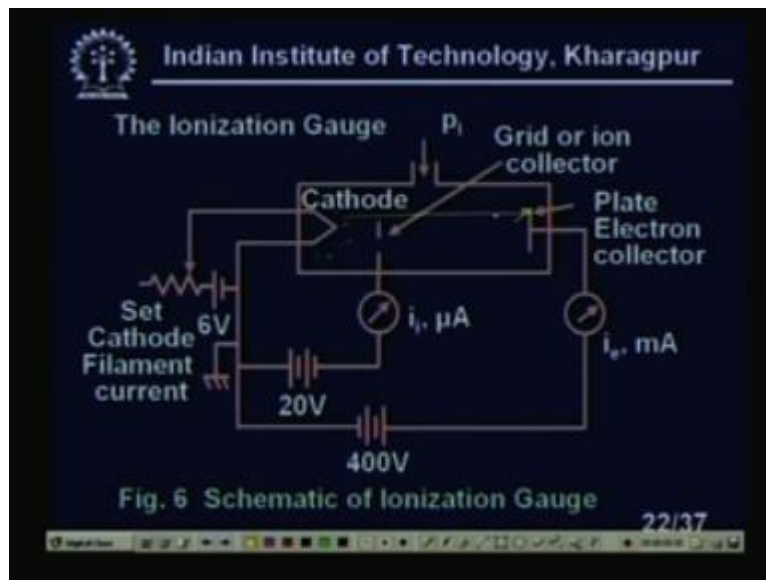 Indian Institute of Technology, Kharagpur
The Ionization Gauge
pᵢ
Grid or ion
collector
Cathode
Plate
Electron
collector
Set
Cathode
Filament
current
6V
iᵢ, μA
iₑ, mA
20V
400V
Fig. 6 Schematic of Ionization Gauge
22/37